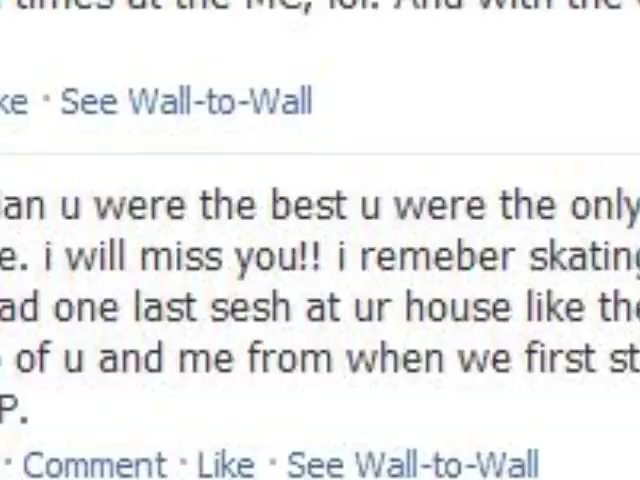 times at the MC, lol. And with the
ke · See Wall-to-Wall
an u were the best u were the only
e. i will miss you!! i remeber skating
ad one last sesh at ur house like the
of u and me from when we first st
P.
· Comment · Like · See Wall-to-Wall